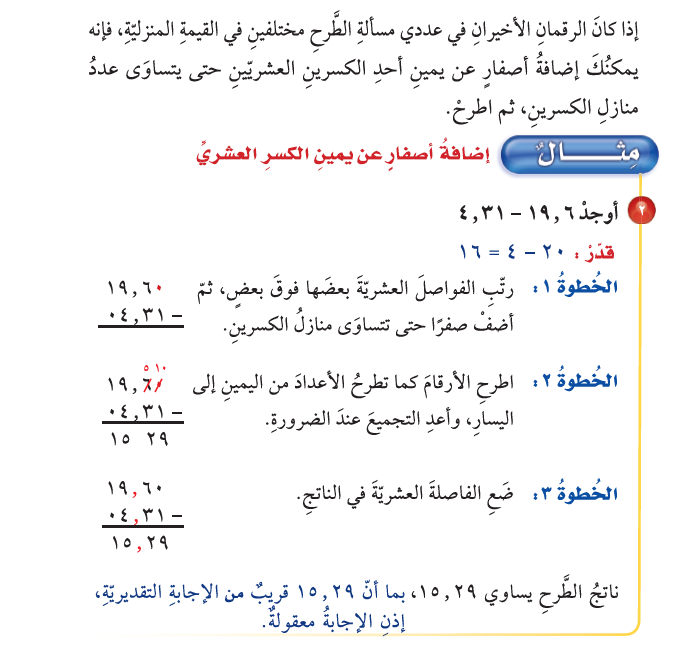 إذا كانَ الرقمانِ الأخيرانِ في عددي مسألةِ الطَّرحِ مختلفينِ في القيمةِ المنزليّةِ، فإنه
يمكنُكَ إضافةُ أصفارٍ عن يمينِ أحدِ الكسرينِ العشريّينِ حتى يتساوَى عددُ
منازلِ الكسرينِ، ثم اطرحْ.
مِثـــالٌ إضافةُ أصفارٍ عن يمينِ الكسرِ العشريِّ
٢ أوجدْ ١٩,٦ – ٤,٣١
قدّرْ: ٢٠ – ٤ = ١٦
الخُطوةُ ١: رتّبِ الفواصلَ العشريّةَ بعضَها فوقَ بعضٍ، ثمّ
أضفْ صفرًا حتى تتساوَى منازلُ الكسرينِ.
١٩,٦٠
٠٤,٣١ –
الخُطوةُ ٢: اطرحِ الأرقامَ كما تطرحُ الأعدادَ من اليمينِ إلى
اليسارِ، وأعدِ التجميعَ عندَ الضرورةِ.
٥ ١٠
١٩,٦٠
٠٤,٣١ –
١٥ ٢٩
الخُطوةُ ٣: ضَعِ الفاصلةَ العشريّةَ في الناتجِ.
١٩,٦٠
٠٤,٣١ –
١٥,٢٩
ناتجُ الطَّرحِ يساوي ١٥,٢٩، بما أنّ ١٥,٢٩ قريبٌ من الإجابةِ التقديريّةِ،
إذنِ الإجابةُ معقولةٌ.